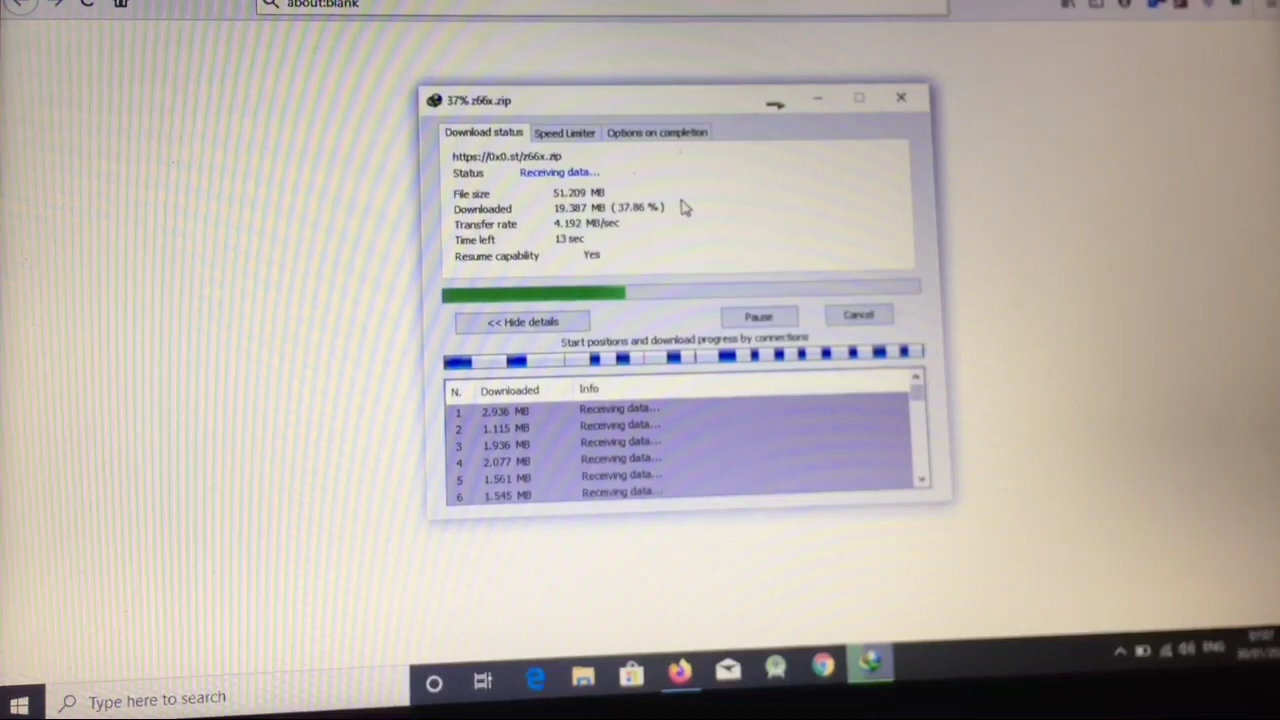 about:blank
37% z66x.zip
Download status Speed Limiter Options on completion
https://0x0.st/z66x.zip
Status Receiving data...
File size 51.209 MB
Downloaded 19.387 MB ( 37.86 % )
Transfer rate 4.192 MB/sec
Time left 13 sec
Resume capability Yes
<< Hide details Pause Cancel
Start positions and download progress by connections
N. Downloaded Info
1 2.936 MB Receiving data...
2 1.115 MB Receiving data...
3 1.936 MB Receiving data...
4 2.077 MB Receiving data...
5 1.561 MB Receiving data...
6 1.545 MB Receiving data...
Type here to search
ENG